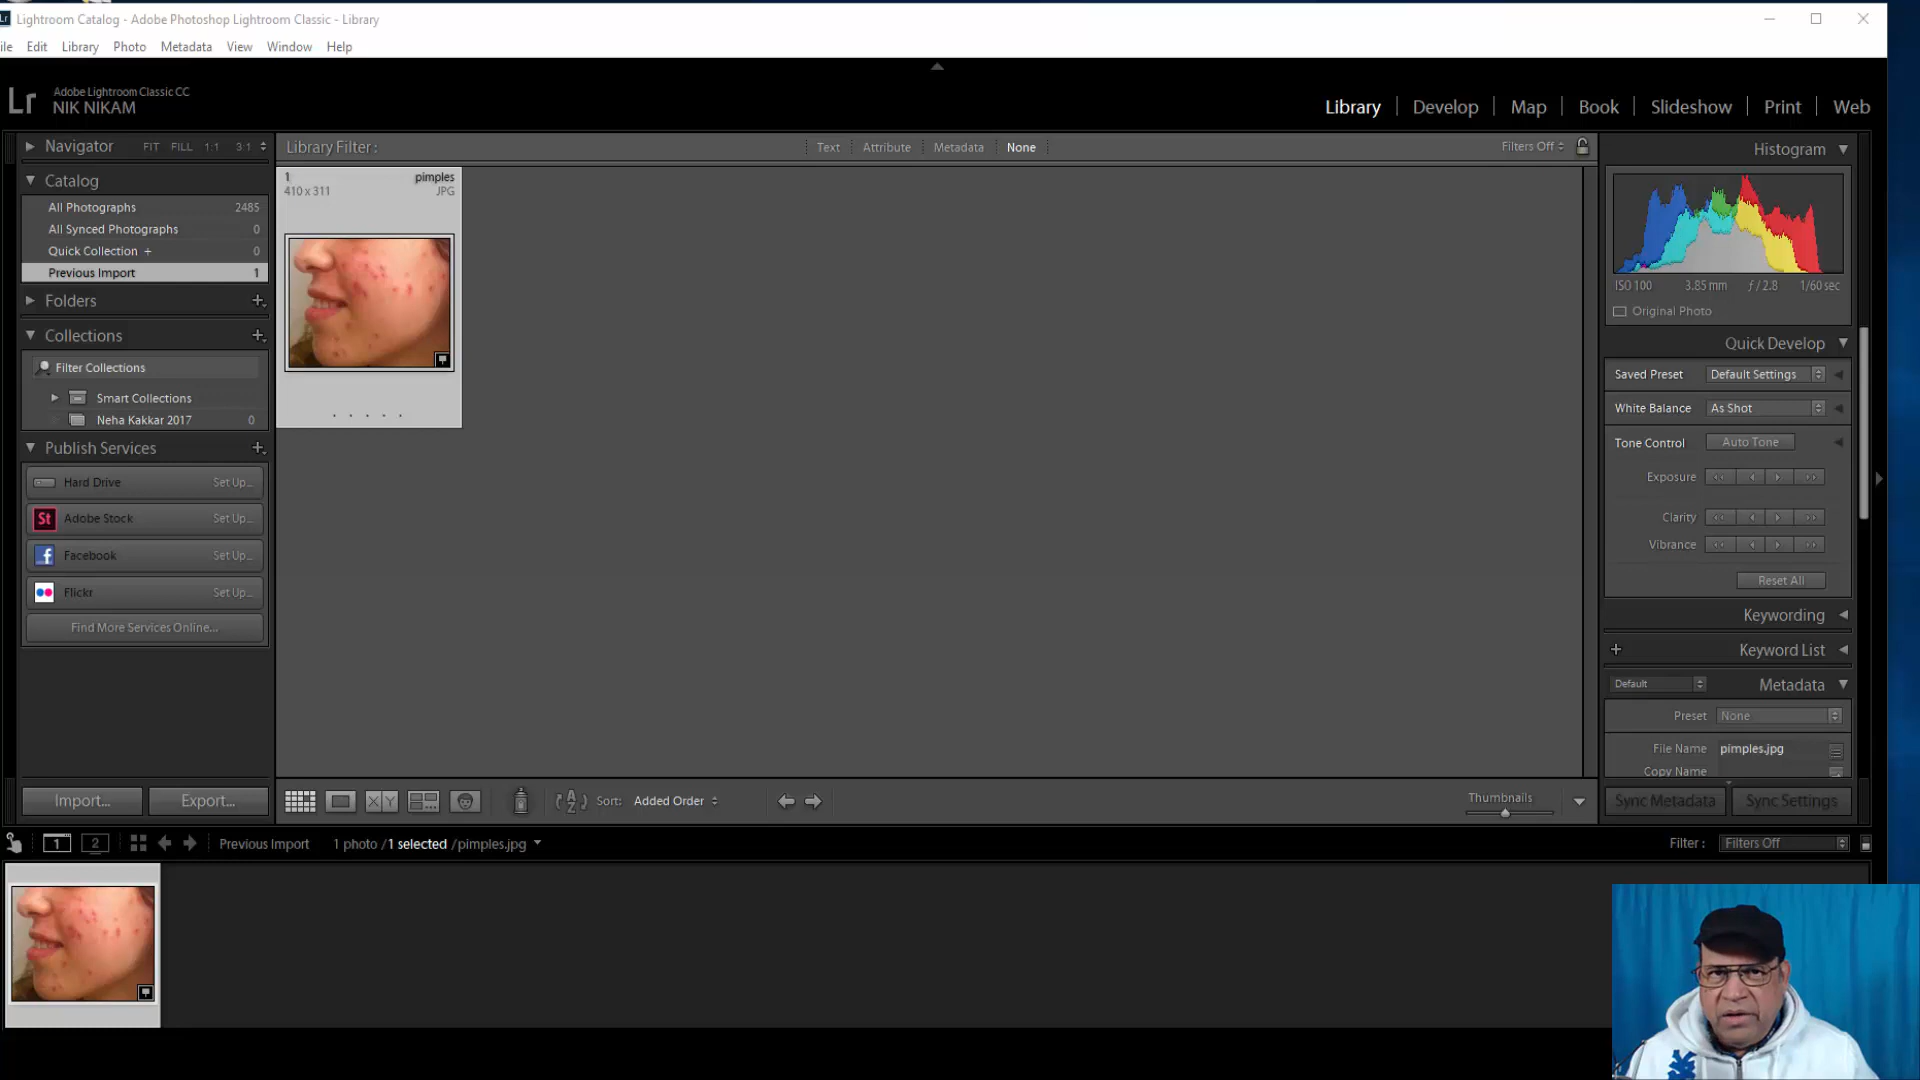 Lr Lightroom Catalog - Adobe Photoshop Lightroom Classic - Library
ile Edit Library Photo Metadata View Window Help
Lr Adobe Lightroom Classic CC
NIK NIKAM
Library Develop Map Book Slideshow Print Web
Navigator FIT FILL 1:1 3:1
Catalog
All Photographs 2485
All Synced Photographs 0
Quick Collection + 0
Previous Import 1
Folders +
Collections +
Filter Collections
Smart Collections
Neha Kakkar 2017 0
Publish Services +
Hard Drive Set Up...
St Adobe Stock Set Up...
f Facebook Set Up...
Flickr Set Up...
Find More Services Online...
Import... Export...
Library Filter : Text Attribute Metadata None Filters Off
1 pimples
410 x 311 JPG
Histogram
ISO 100 3.85 mm ƒ / 2.8 1/60 sec
Original Photo
Quick Develop
Saved Preset Default Settings
White Balance As Shot
Tone Control Auto Tone
Exposure
Clarity
Vibrance
Reset All
Keywording
+ Keyword List
Default Metadata
Preset None
File Name pimples.jpg
Copy Name
Sync Metadata Sync Settings
XY AZ Sort: Added Order Thumbnails
1 2 Previous Import 1 photo / 1 selected / pimples.jpg Filter : Filters Off